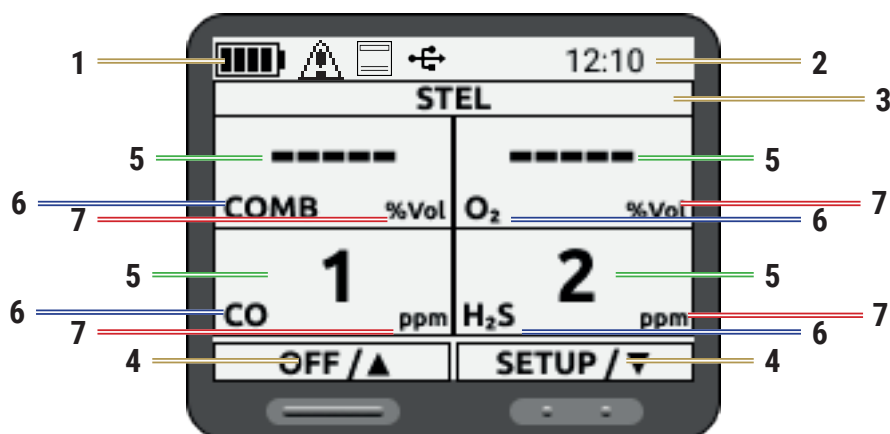 1 12:10 2
STEL 3
5 ----- ----- 5
6 COMB %Vol O₂ %Vol 7
7 6
5 1 2 5
6 CO ppm H₂S ppm 7
7 6
4 OFF /▲ SETUP /▼ 4